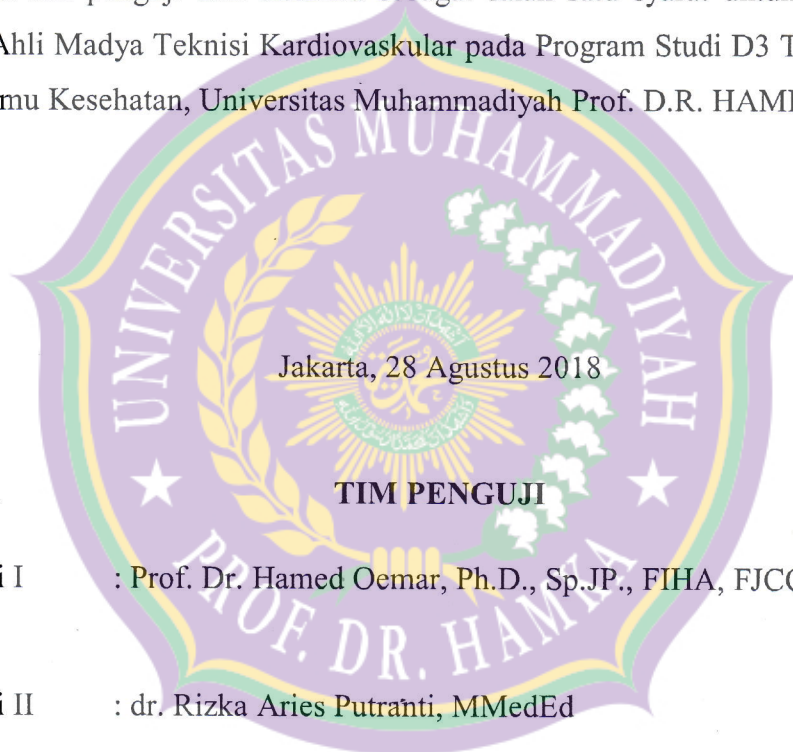 Ahli Madya Teknisi Kardiovaskular pada Program Studi D3 T
mu Kesehatan, Universitas Muhammadiyah Prof. D.R. HAM
UNIVERSITAS MUHAMMADIYAH
Jakarta, 28 Agustus 2018
TIM PENGUJI
i I : Prof. Dr. Hamed Oemar, Ph.D., Sp.JP., FIHA, FJCC
PROF. DR. HAMKA
i II : dr. Rizka Aries Putranti, MMedEd